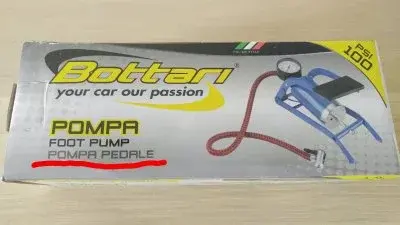 PSI
100
Bottari®
your car our passion
POMPA
FOOT PUMP
POMPA PEDALE